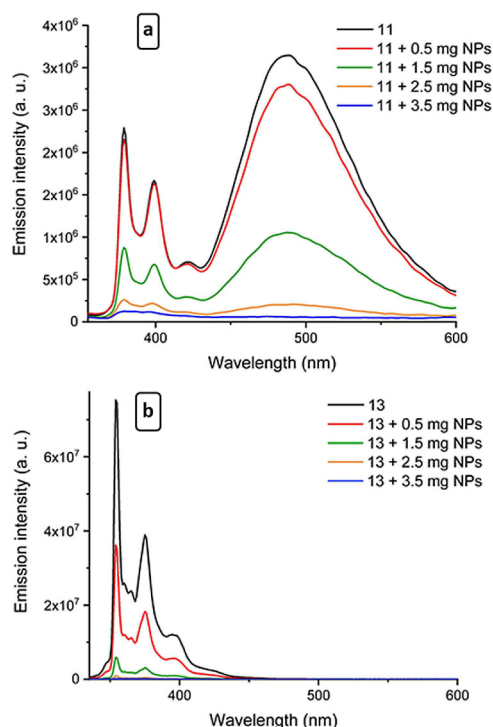 a
11
11 + 0.5 mg NPs
11 + 1.5 mg NPs
11 + 2.5 mg NPs
11 + 3.5 mg NPs
Emission intensity (a. u.)
4x10⁶
3x10⁶
3x10⁶
2x10⁶
2x10⁶
1x10⁶
5x10⁵
0
400 500 600
Wavelength (nm)
b
13
13 + 0.5 mg NPs
13 + 1.5 mg NPs
13 + 2.5 mg NPs
13 + 3.5 mg NPs
Emission intensity (a. u.)
6x10⁷
4x10⁷
2x10⁷
0
400 500 600
Wavelength (nm)